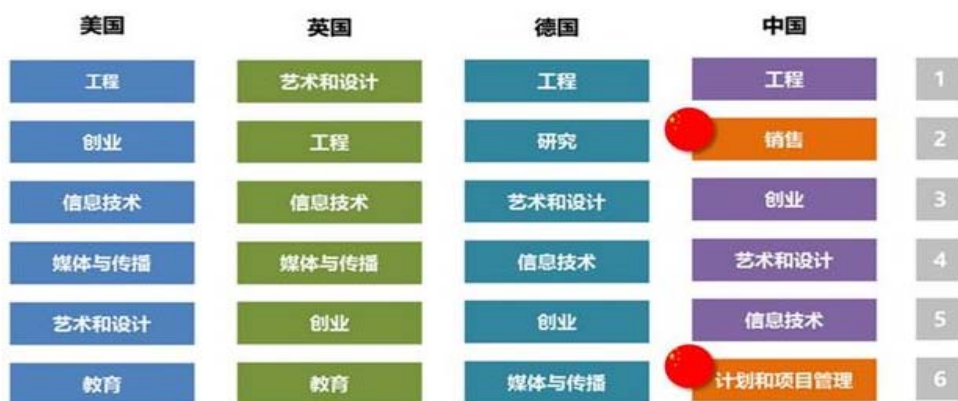 美国 英国 德国 中国
工程 艺术和设计 工程 工程 1
创业 工程 研究 销售 2
信息技术 信息技术 艺术和设计 创业 3
媒体与传播 媒体与传播 信息技术 艺术和设计 4
艺术和设计 创业 创业 信息技术 5
教育 教育 媒体与传播 计划和项目管理 6